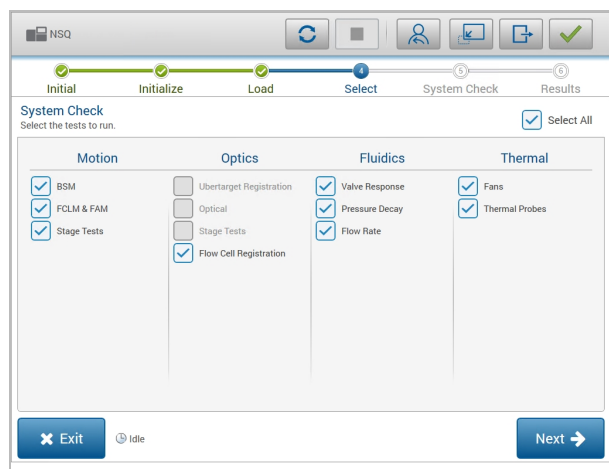 NSQ
4
5
6
Initial
Initialize
Load
Select
System Check
Results
System Check
Select the tests to run.
Select All
Motion
BSM
FCLM & FAM
Stage Tests
Optics
Ubertarget Registration
Optical
Stage Tests
Flow Cell Registration
Fluidics
Valve Response
Pressure Decay
Flow Rate
Thermal
Fans
Thermal Probes
Exit
Idle
Next